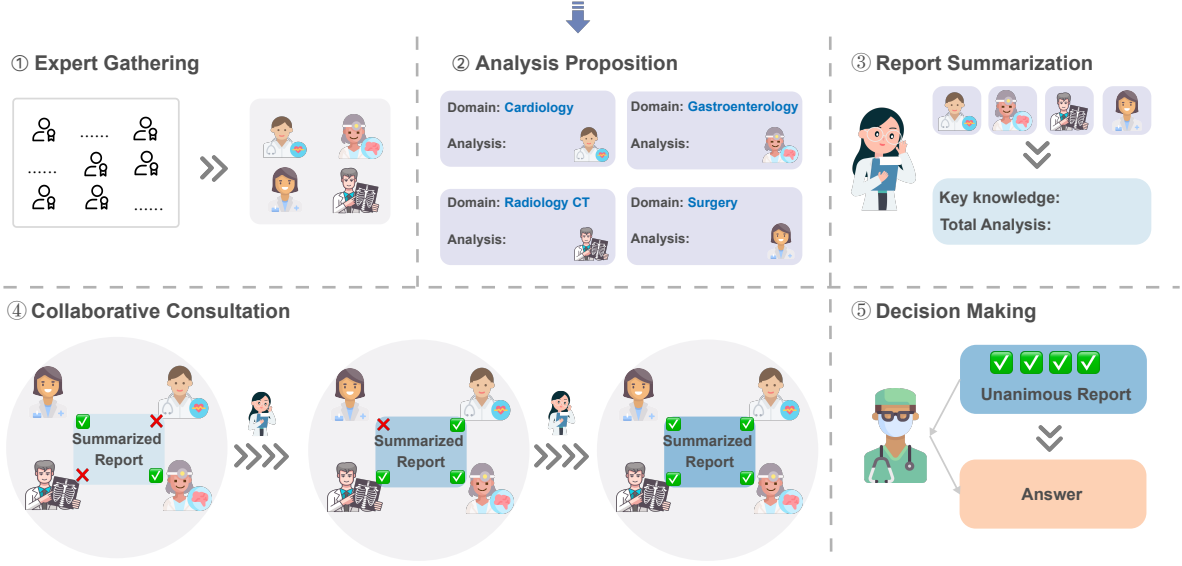 ① Expert Gathering
......
......
......
② Analysis Proposition
Domain: Cardiology
Analysis:
Domain: Gastroenterology
Analysis:
Domain: Radiology CT
Analysis:
Domain: Surgery
Analysis:
③ Report Summarization
Key knowledge:
Total Analysis:
④ Collaborative Consultation
Summarized
Report
Summarized
Report
Summarized
Report
⑤ Decision Making
Unanimous Report
Answer